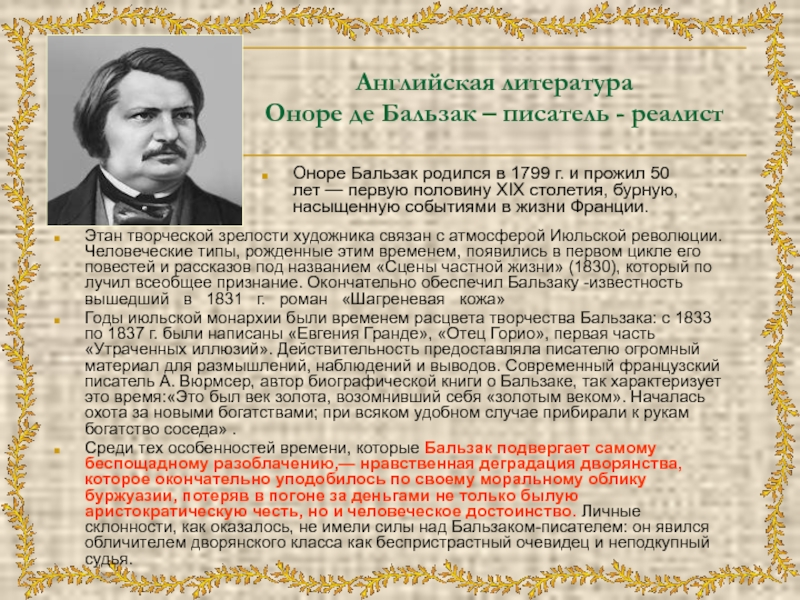 Английская литература
Оноре де Бальзак – писатель - реалист
Оноре Бальзак родился в 1799 г. и прожил 50
лет — первую половину XIX столетия, бурную,
насыщенную событиями в жизни Франции.
Этан творческой зрелости художника связан с атмосферой Июльской революции.
Человеческие типы, рожденные этим временем, появились в первом цикле его
повестей и рассказов под названием «Сцены частной жизни» (1830), который по
лучил всеобщее признание. Окончательно обеспечил Бальзаку -известность
вышедший в 1831 г. роман «Шагреневая кожа»
Годы июльской монархии были временем расцвета творчества Бальзака: с 1833
по 1837 г. были написаны «Евгения Гранде», «Отец Горио», первая часть
«Утраченных иллюзий». Действительность предоставляла писателю огромный
материал для размышлений, наблюдений и выводов. Современный французский
писатель А. Вюрмсер, автор биографической книги о Бальзаке, так характеризует
это время:«Это был век золота, возомнивший себя «золотым веком». Началась
охота за новыми богатствами; при всяком удобном случае прибирали к рукам
богатство соседа» .
Среди тех особенностей времени, которые Бальзак подвергает самому
беспощадному разоблачению,— нравственная деградация дворянства,
которое окончательно уподобилось по своему моральному облику
буржуазии, потеряв в погоне за деньгами не только былую
аристократическую честь, но и человеческое достоинство. Личные
склонности, как оказалось, не имели силы над Бальзаком-писателем: он явился
обличителем дворянского класса как беспристрастный очевидец и неподкупный
судья.